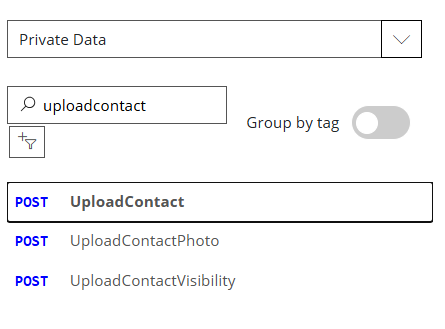 Private Data
uploadcontact
Group by tag
POST UploadContact
POST UploadContactPhoto
POST UploadContactVisibility